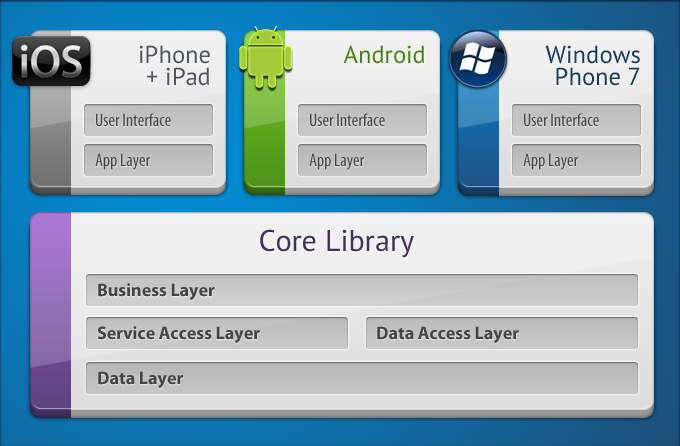 iOS
iPhone
+ iPad
User Interface
App Layer
Android
User Interface
App Layer
Windows
Phone 7
User Interface
App Layer
Core Library
Business Layer
Service Access Layer
Data Access Layer
Data Layer